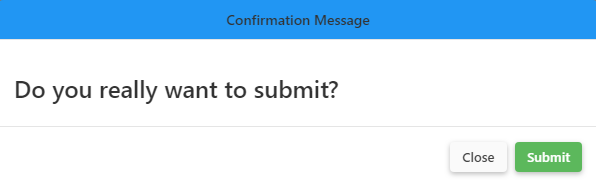 Confirmation Message
Do you really want to submit?
Close
Submit